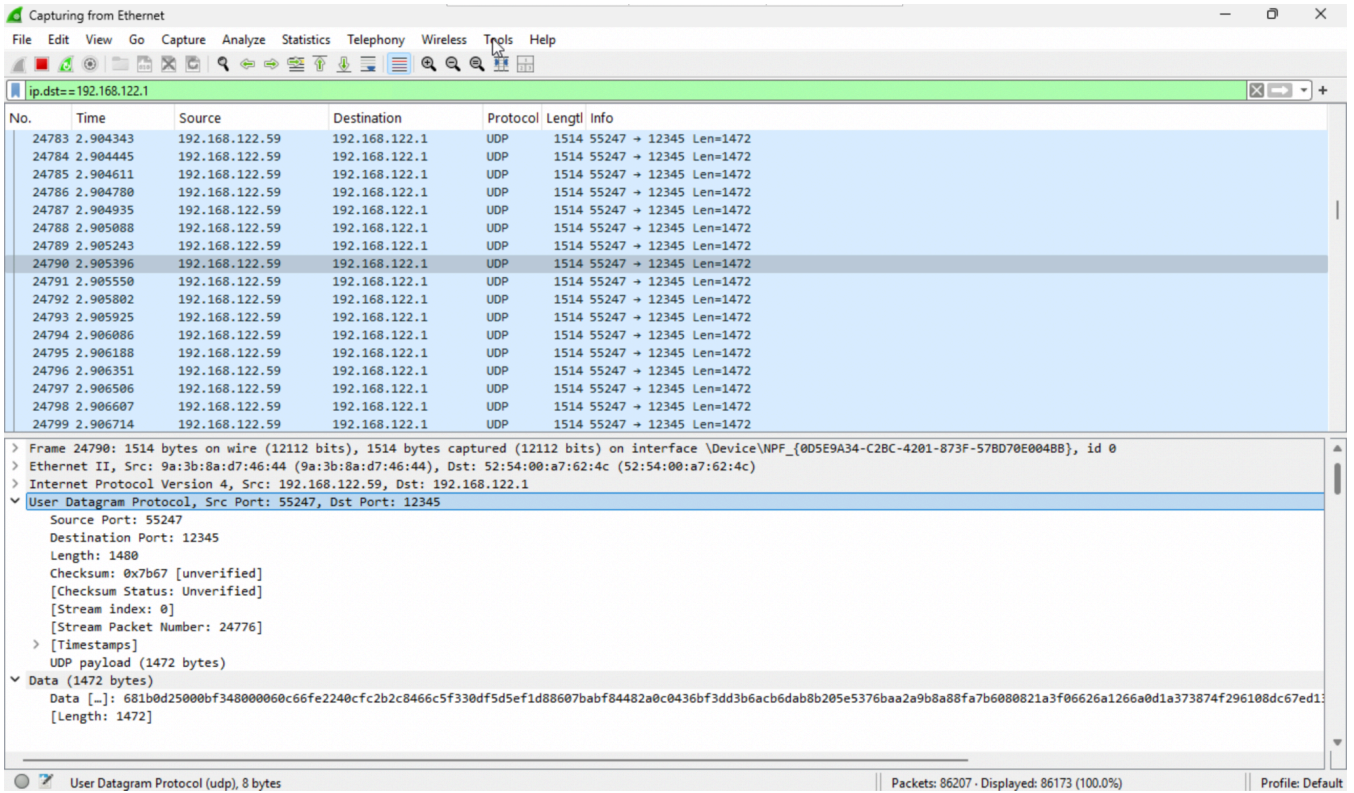 Capturing from Ethernet
File Edit View Go Capture Analyze Statistics Telephony Wireless Tools Help
ip.dst==192.168.122.1
No. Time Source Destination Protocol Lengtl Info
24783 2.904343 192.168.122.59 192.168.122.1 UDP 1514 55247 → 12345 Len=1472
24784 2.904445 192.168.122.59 192.168.122.1 UDP 1514 55247 → 12345 Len=1472
24785 2.904611 192.168.122.59 192.168.122.1 UDP 1514 55247 → 12345 Len=1472
24786 2.904780 192.168.122.59 192.168.122.1 UDP 1514 55247 → 12345 Len=1472
24787 2.904935 192.168.122.59 192.168.122.1 UDP 1514 55247 → 12345 Len=1472
24788 2.905088 192.168.122.59 192.168.122.1 UDP 1514 55247 → 12345 Len=1472
24789 2.905243 192.168.122.59 192.168.122.1 UDP 1514 55247 → 12345 Len=1472
24790 2.905396 192.168.122.59 192.168.122.1 UDP 1514 55247 → 12345 Len=1472
24791 2.905550 192.168.122.59 192.168.122.1 UDP 1514 55247 → 12345 Len=1472
24792 2.905802 192.168.122.59 192.168.122.1 UDP 1514 55247 → 12345 Len=1472
24793 2.905925 192.168.122.59 192.168.122.1 UDP 1514 55247 → 12345 Len=1472
24794 2.906086 192.168.122.59 192.168.122.1 UDP 1514 55247 → 12345 Len=1472
24795 2.906188 192.168.122.59 192.168.122.1 UDP 1514 55247 → 12345 Len=1472
24796 2.906351 192.168.122.59 192.168.122.1 UDP 1514 55247 → 12345 Len=1472
24797 2.906506 192.168.122.59 192.168.122.1 UDP 1514 55247 → 12345 Len=1472
24798 2.906607 192.168.122.59 192.168.122.1 UDP 1514 55247 → 12345 Len=1472
24799 2.906714 192.168.122.59 192.168.122.1 UDP 1514 55247 → 12345 Len=1472
Frame 24790: 1514 bytes on wire (12112 bits), 1514 bytes captured (12112 bits) on interface \Device\NPF_{0D5E9A34-C2BC-4201-873F-57BD70E004BB}, id 0
Ethernet II, Src: 9a:3b:8a:d7:46:44 (9a:3b:8a:d7:46:44), Dst: 52:54:00:a7:62:4c (52:54:00:a7:62:4c)
Internet Protocol Version 4, Src: 192.168.122.59, Dst: 192.168.122.1
User Datagram Protocol, Src Port: 55247, Dst Port: 12345
Source Port: 55247
Destination Port: 12345
Length: 1480
Checksum: 0x7b67 [unverified]
[Checksum Status: Unverified]
[Stream index: 0]
[Stream Packet Number: 24776]
[Timestamps]
UDP payload (1472 bytes)
Data (1472 bytes)
Data […]: 681b0d25000bf348000060c66fe2240cfc2b2c8466c5f330df5d5ef1d88607babf84482a0c0436bf3dd3b6acb6dab8b205e5376baa2a9b8a88fa7b6080821a3f06626a1266a0d1a373874f296108dc67ed13
[Length: 1472]
User Datagram Protocol (udp), 8 bytes
Packets: 86207 · Displayed: 86173 (100.0%)
Profile: Default